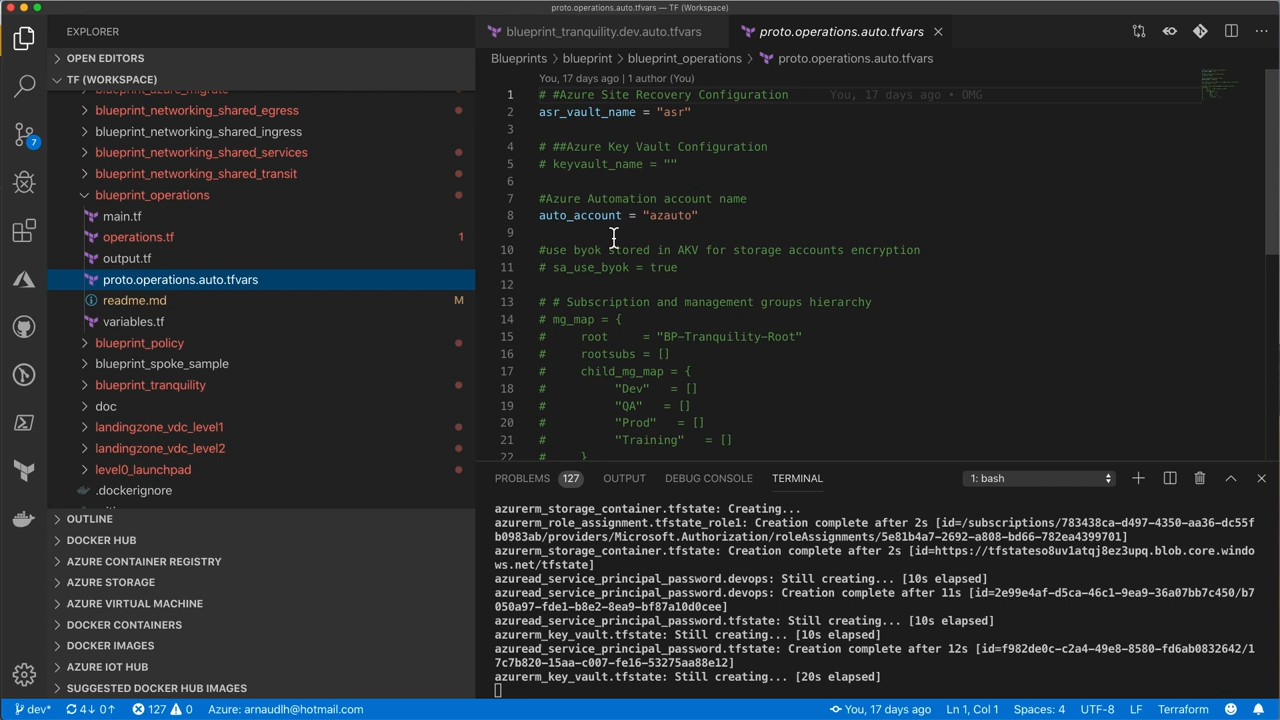 proto.operations.auto.tfvars — TF (Workspace)
EXPLORER
OPEN EDITORS
TF (WORKSPACE)
blueprint_azure_migrate
blueprint_networking_shared_egress
blueprint_networking_shared_ingress
blueprint_networking_shared_services
blueprint_networking_shared_transit
blueprint_operations
main.tf
operations.tf 1
output.tf
proto.operations.auto.tfvars
readme.md M
variables.tf
blueprint_policy
blueprint_spoke_sample
blueprint_tranquility
doc
landingzone_vdc_level1
landingzone_vdc_level2
level0_launchpad
.dockerignore
OUTLINE
DOCKER HUB
AZURE CONTAINER REGISTRY
AZURE STORAGE
AZURE VIRTUAL MACHINE
DOCKER CONTAINERS
DOCKER IMAGES
AZURE IOT HUB
SUGGESTED DOCKER HUB IMAGES
7
blueprint_tranquility.dev.auto.tfvars proto.operations.auto.tfvars
Blueprints > blueprint > blueprint_operations > proto.operations.auto.tfvars
You, 17 days ago | 1 author (You)
1 # #Azure Site Recovery Configuration You, 17 days ago • OMG
2 asr_vault_name = "asr"
3
4 # ##Azure Key Vault Configuration
5 # keyvault_name = ""
6
7 #Azure Automation account name
8 auto_account = "azauto"
9
10 #use byok stored in AKV for storage accounts encryption
11 # sa_use_byok = true
12
13 # # Subscription and management groups hierarchy
14 # mg_map = {
15 # root = "BP-Tranquility-Root"
16 # rootsubs = []
17 # child_mg_map = {
18 # "Dev" = []
19 # "QA" = []
20 # "Prod" = []
21 # "Training" = []
22 # }
PROBLEMS 127 OUTPUT DEBUG CONSOLE TERMINAL 1: bash
azurerm_storage_container.tfstate: Creating...
azurerm_role_assignment.tfstate_role1: Creation complete after 2s [id=/subscriptions/783438ca-d497-4350-aa36-dc55f
b0983ab/providers/Microsoft.Authorization/roleAssignments/5e81b4a7-2692-a808-bd66-782ea4399701]
azurerm_storage_container.tfstate: Creation complete after 2s [id=https://tfstateso8uv1atqj8ez3upq.blob.core.windo
ws.net/tfstate]
azuread_service_principal_password.devops: Still creating... [10s elapsed]
azuread_service_principal_password.devops: Creation complete after 11s [id=2e99e4af-d5ca-46c1-9ea9-36a07bb7c450/b7
050a97-fde1-b8e2-8ea9-bf87a10d0cee]
azuread_service_principal_password.tfstate: Still creating... [10s elapsed]
azurerm_key_vault.tfstate: Still creating... [10s elapsed]
azuread_service_principal_password.tfstate: Creation complete after 12s [id=f982de0c-c2a4-49e8-8580-fd6ab0832642/1
7c7b820-15aa-c007-fe16-53275aa88e12]
azurerm_key_vault.tfstate: Still creating... [20s elapsed]
dev* 4↓ 0↑ 127 0 Azure: arnaudlh@hotmail.com You, 17 days ago Ln 1, Col 1 Spaces: 4 UTF-8 LF Terraform